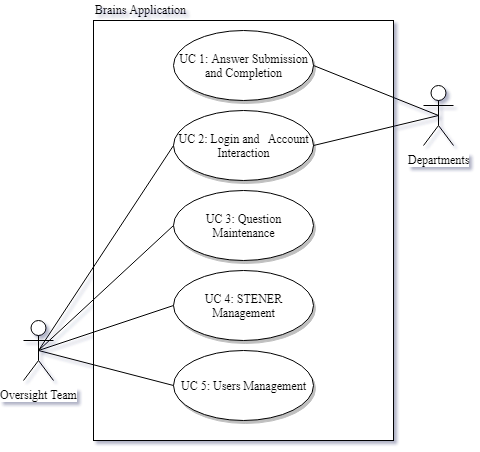 Brains Application
UC 1: Answer Submission
and Completion
UC 2: Login and Account
Interaction
Departments
UC 3: Question
Maintenance
UC 4: STENER
Management
UC 5: Users Management
Oversight Team